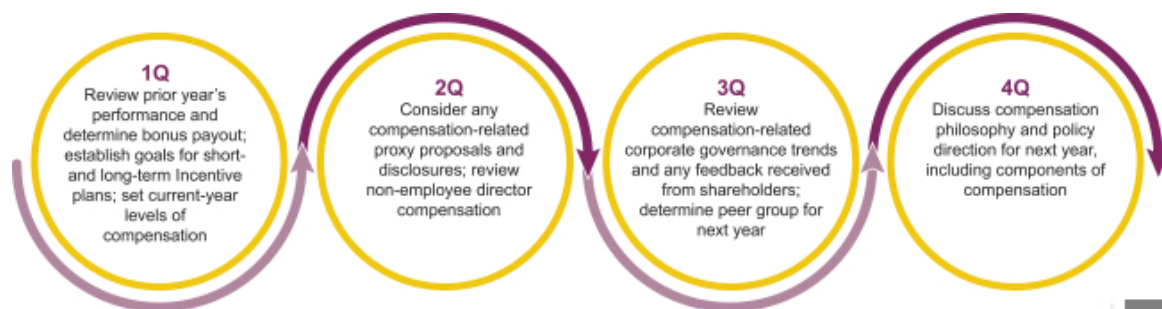 1Q
Review prior year's
performance and
determine bonus payout;
establish goals for short-
and long-term Incentive
plans; set current-year
levels of
compensation
2Q
Consider any
compensation-related
proxy proposals and
disclosures; review
non-employee director
compensation
3Q
Review
compensation-related
corporate governance trends
and any feedback received
from shareholders;
determine peer group for
next year
4Q
Discuss compensation
philosophy and policy
direction for next year,
including components of
compensation